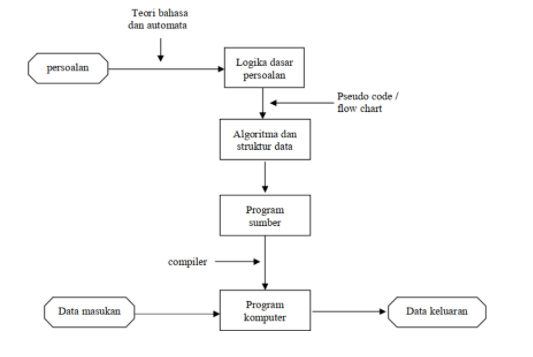 Teori bahasa
dan automata
persoalan
Logika dasar
persoalan
Pseudo code /
flow chart
Algoritma dan
struktur data
Program
sumber
compiler
Data masukan
Program
komputer
Data keluaran